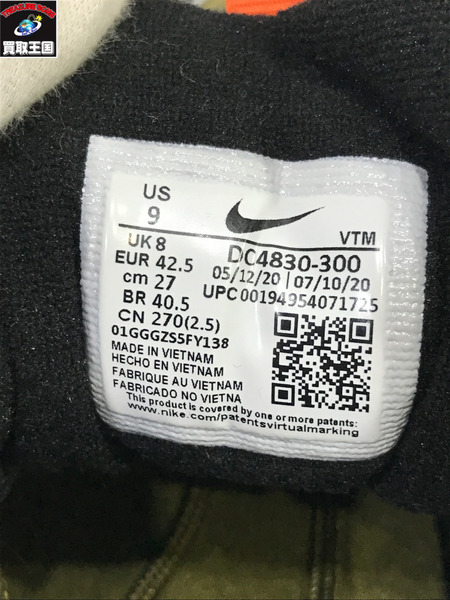 買取王国
US
9
VTM
UK 8
DC4830-300
EUR 42.5
05/12/20 | 07/10/20
cm 27
UPC 00194954071725
BR 40.5
CN 270(2.5)
01GGGZS5FY138
MADE IN VIETNAM
HECHO EN VIETNAM
FABRIQUE AU VIETNAM
FABRICADO NO VIETNA
This product is covered by one or more patents:
www.nike.com/patentsvirtualmarking